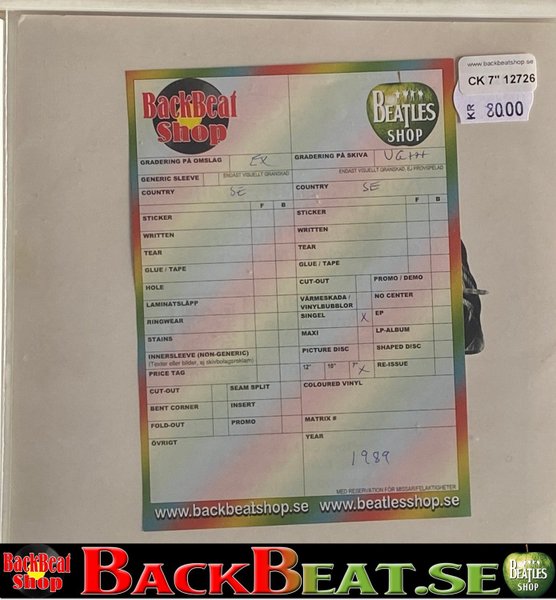 www.backbeatshop.se
CK 7" 12726
KR 80.00
BackBeat
Shop
BEATLES
SHOP
GRADERING PÅ OMSLAG EX
GRADERING PÅ SKIVA VG+++
ENDAST VISUELLT GRANSKAD
ENDAST VISUELLT GRANSKAD, EJ PROVSPELAD
GENERIC SLEEVE
COUNTRY SE
COUNTRY SE
F B
F B
STICKER
STICKER
WRITTEN
WRITTEN
TEAR
TEAR
GLUE / TAPE
GLUE / TAPE
HOLE
CUT-OUT
PROMO / DEMO
LAMINATSLÄPP
VÄRMESKADA /
VINYLBUBBLOR
NO CENTER
RINGWEAR
SINGEL X
EP
STAINS
MAXI
LP-ALBUM
INNERSLEEVE (NON-GENERIC)
(Texter eller bilder, ej skivbolagsreklam)
PICTURE DISC
SHAPED DISC
PRICE TAG
12" 10" 7" X
RE-ISSUE
CUT-OUT
SEAM SPLIT
COLOURED VINYL
BENT CORNER
INSERT
FOLD-OUT
PROMO
MATRIX #
ÖVRIGT
YEAR
1989
MED RESERVATION FÖR MISSAR/FELAKTIGHETER
www.backbeatshop.se www.beatlesshop.se
BackBeat
Shop
BACKBEAT.SE
BEATLES
SHOP